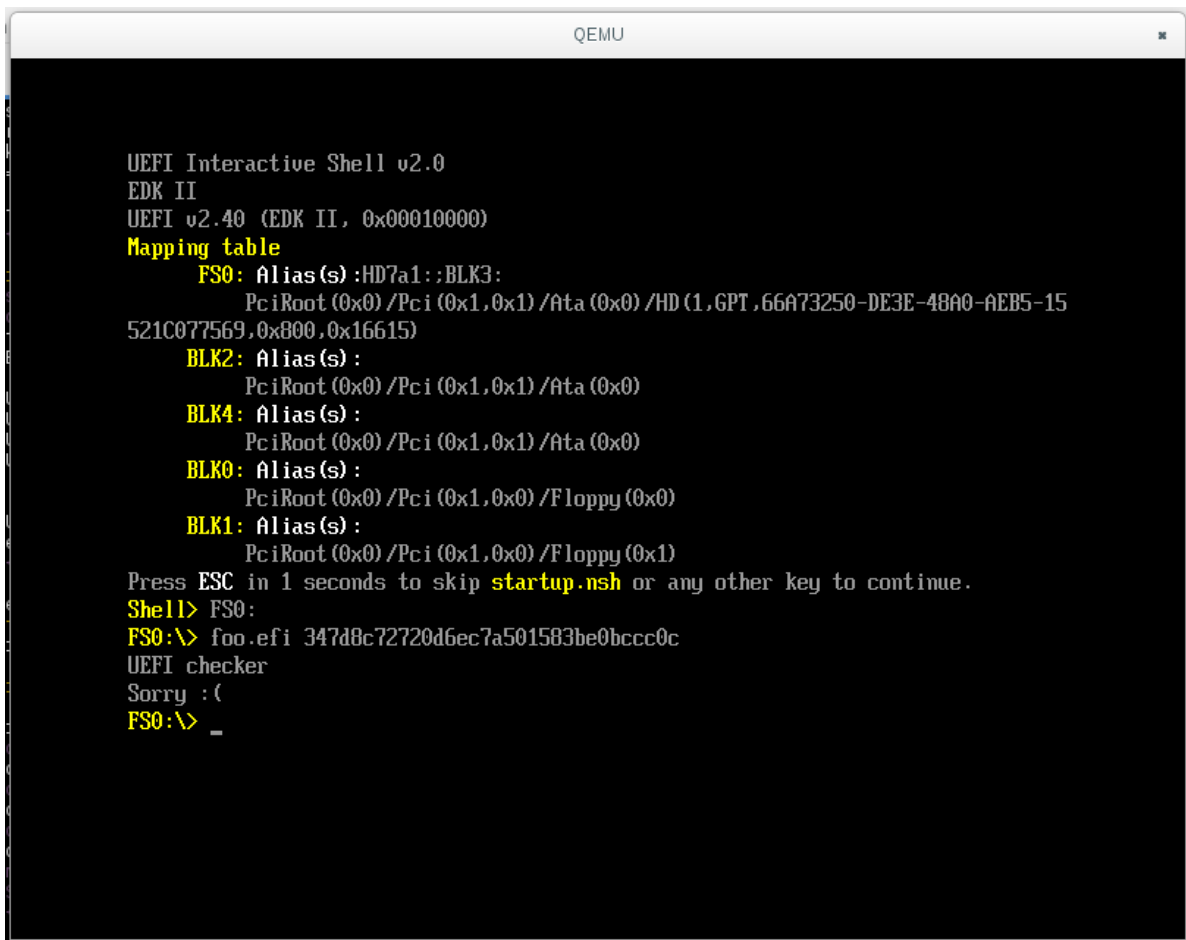 QEMU
UEFI Interactive Shell v2.0
EDK II
UEFI v2.40 (EDK II, 0x00010000)
Mapping table
FS0: Alias(s):HD7a1:;BLK3:
PciRoot(0x0)/Pci(0x1,0x1)/Ata(0x0)/HD(1,GPT,66A73250-DE3E-48A0-AEB5-15
521C077569,0x800,0x16615)
BLK2: Alias(s):
PciRoot(0x0)/Pci(0x1,0x1)/Ata(0x0)
BLK4: Alias(s):
PciRoot(0x0)/Pci(0x1,0x1)/Ata(0x0)
BLK0: Alias(s):
PciRoot(0x0)/Pci(0x1,0x0)/Floppy(0x0)
BLK1: Alias(s):
PciRoot(0x0)/Pci(0x1,0x0)/Floppy(0x1)
Press ESC in 1 seconds to skip startup.nsh or any other key to continue.
Shell> FS0:
FS0:\> foo.efi 347d8c72720d6ec7a501583be0bccc0c
UEFI checker
Sorry :(
FS0:\> _